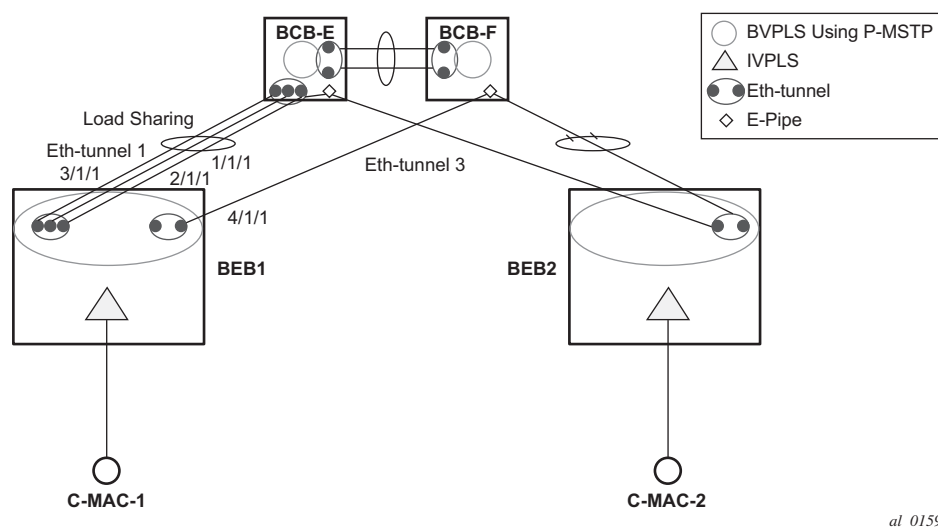 BCB-E
BCB-F
BVPLS Using P-MSTP
IVPLS
Eth-tunnel
E-Pipe
Load Sharing
Eth-tunnel 1
1/1/1
3/1/1
2/1/1
Eth-tunnel 3
4/1/1
BEB1
BEB2
C-MAC-1
C-MAC-2
al_0159